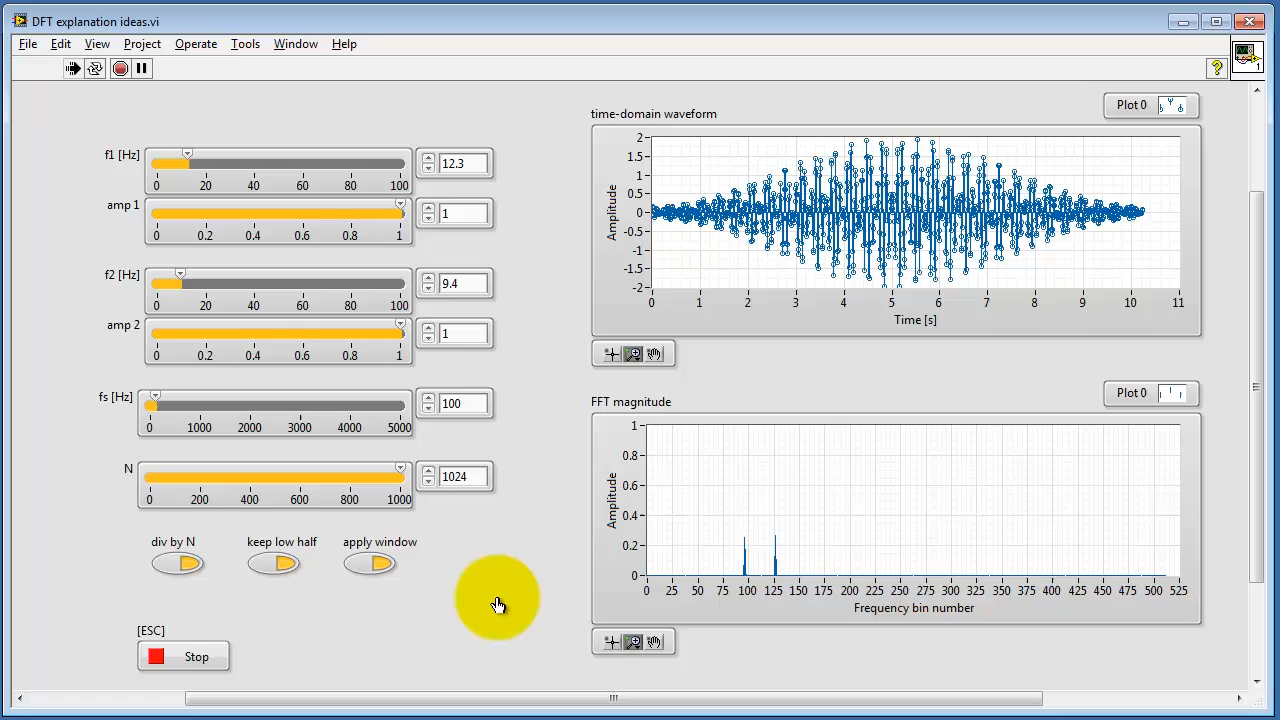 DFT explanation ideas.vi
File Edit View Project Operate Tools Window Help
?
1
f1 [Hz]
0 20 40 60 80 100
12.3
amp 1
0 0.2 0.4 0.6 0.8 1
1
f2 [Hz]
0 20 40 60 80 100
9.4
amp 2
0 0.2 0.4 0.6 0.8 1
1
fs [Hz]
0 1000 2000 3000 4000 5000
100
N
0 200 400 600 800 1000
1024
div by N keep low half apply window
[ESC]
Stop
time-domain waveform
Plot 0
Amplitude
2
1.5
1
0.5
0
-0.5
-1
-1.5
-2
0 1 2 3 4 5 6 7 8 9 10 11
Time [s]
FFT magnitude
Plot 0
Amplitude
1
0.8
0.6
0.4
0.2
0
0 25 50 75 100 125 150 175 200 225 250 275 300 325 350 375 400 425 450 475 500 525
Frequency bin number